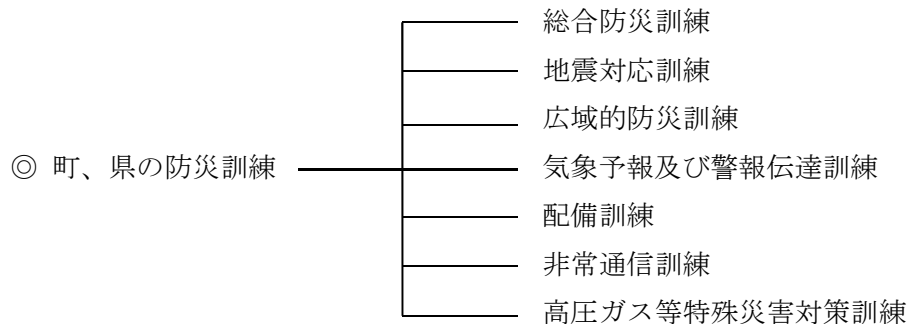 総合防災訓練
地震対応訓練
広域的防災訓練
◎ 町、県の防災訓練
気象予報及び警報伝達訓練
配備訓練
非常通信訓練
高圧ガス等特殊災害対策訓練